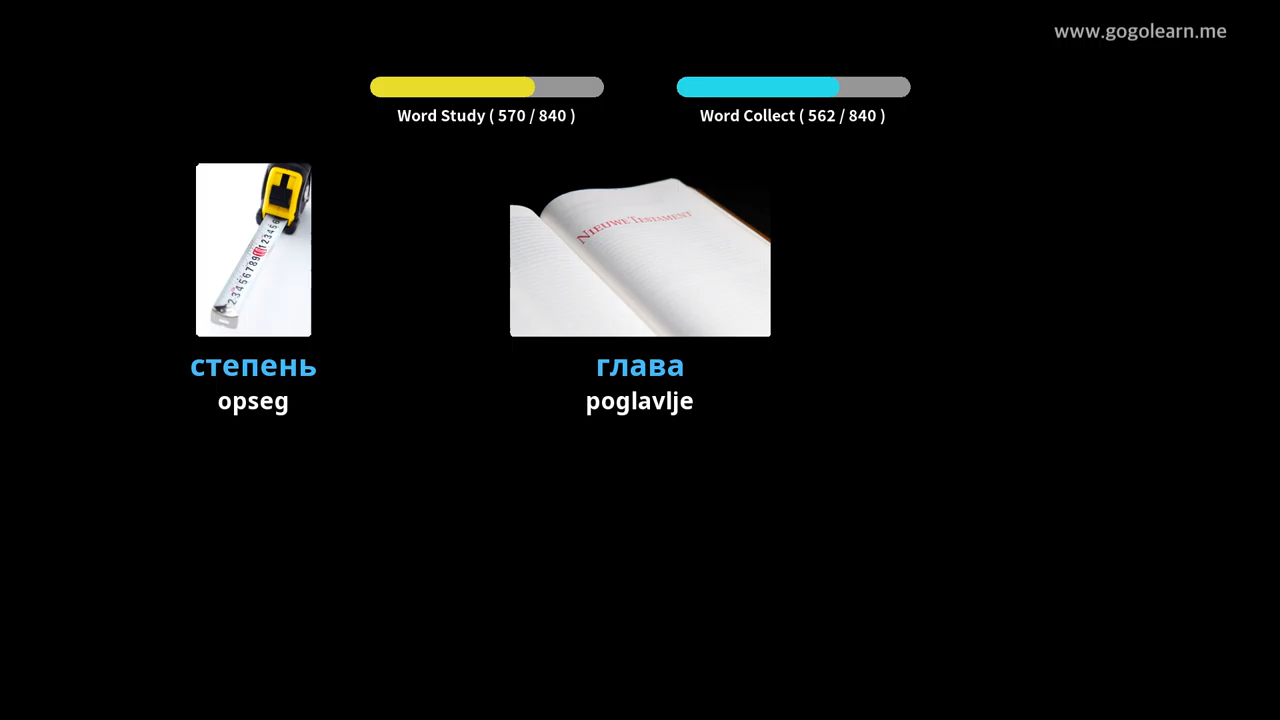 www.gogolearn.me
Word Study ( 570 / 840 )
Word Collect ( 562 / 840 )
NIEUWE TESTAMENT
степень
opseg
глава
poglavlje